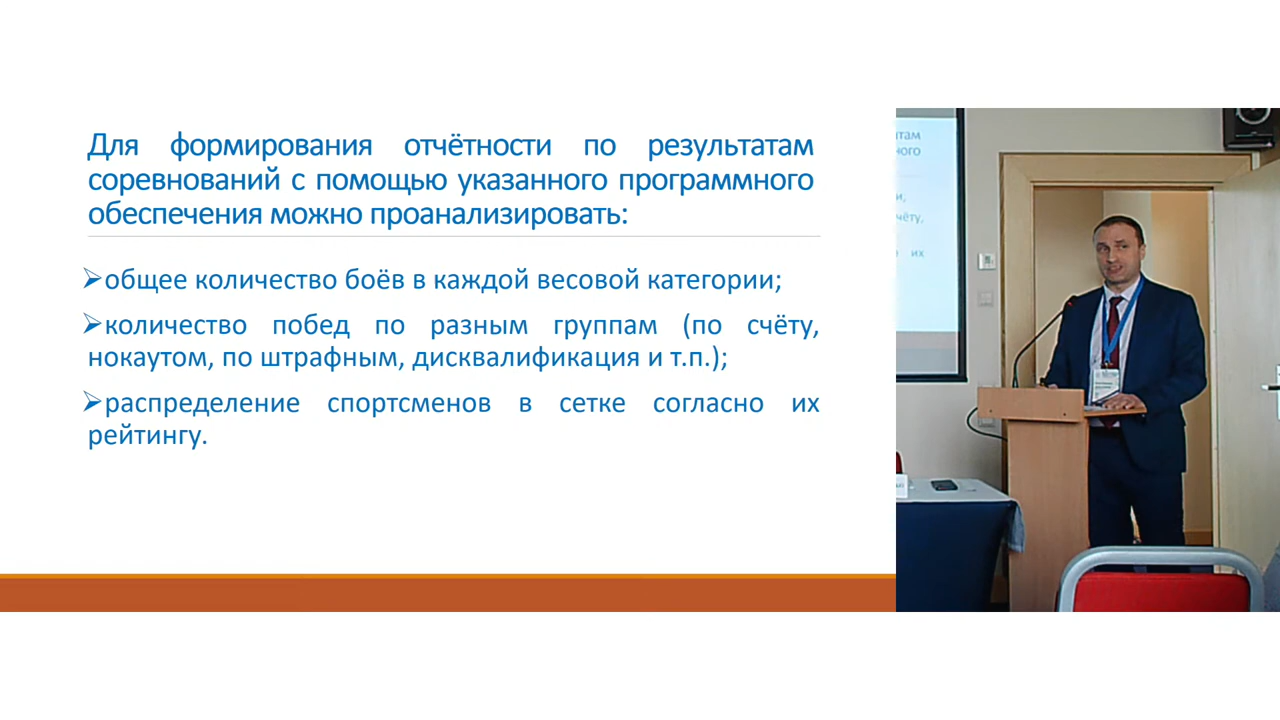 Для формирования отчётности по результатам
соревнований с помощью указанного программного
обеспечения можно проанализировать:
➢общее количество боёв в каждой весовой категории;
➢количество побед по разным группам (по счёту,
нокаутом, по штрафным, дисквалификация и т.п.);
➢распределение спортсменов в сетке согласно их
рейтингу.
их